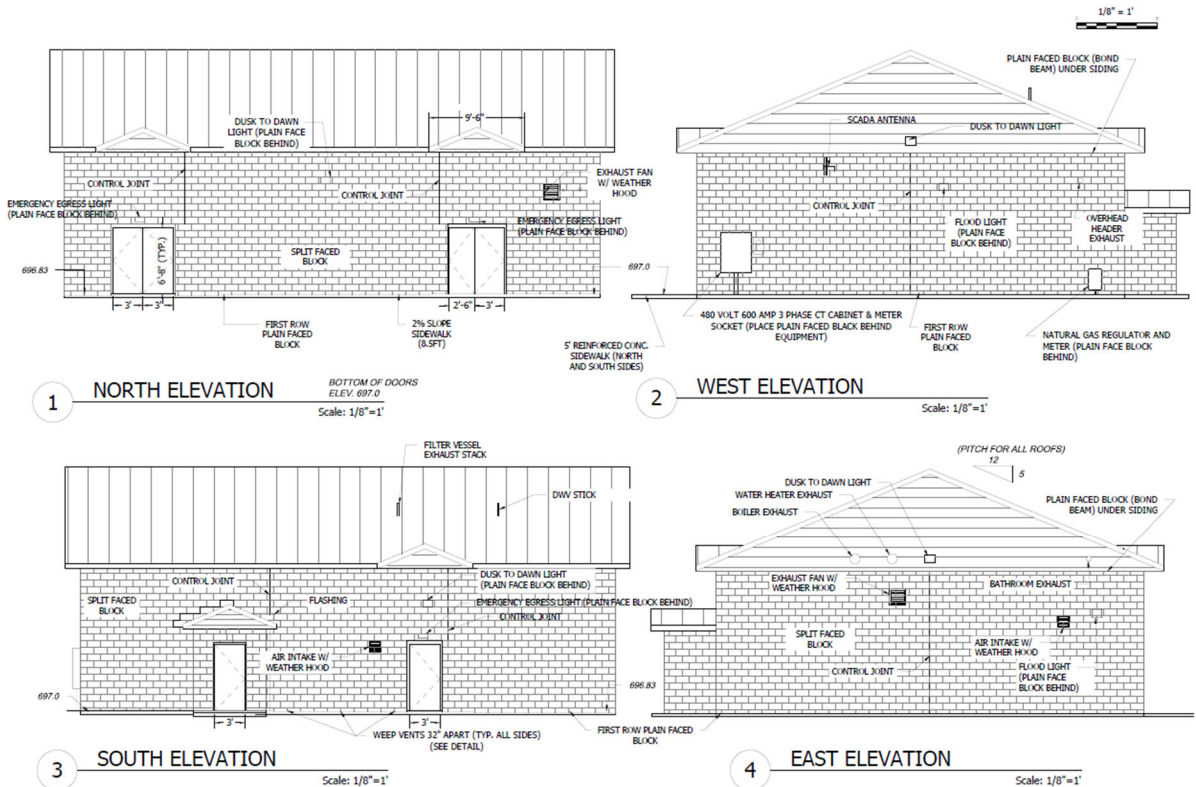 1/8" = 1'
9'-6"
DUSK TO DAWN
LIGHT (PLAIN FACE
BLOCK BEHIND)
CONTROL JOINT
CONTROL JOINT
EXHAUST FAN
W/ WEATHER
HOOD
EMERGENCY EGRESS LIGHT
(PLAIN FACE BLOCK BEHIND)
EMERGENCY EGRESS LIGHT
(PLAIN FACE BLOCK BEHIND)
6'-8" (TYP.)
SPLIT FACED
BLOCK
696.83
3'
3'
2'-6"
3'
FIRST ROW
PLAIN FACED
BLOCK
2% SLOPE
SIDEWALK
(8.5FT)
1
NORTH ELEVATION
BOTTOM OF DOORS
ELEV. 697.0
Scale: 1/8"=1'
PLAIN FACED BLOCK (BOND
BEAM) UNDER SIDING
SCADA ANTENNA
DUSK TO DAWN LIGHT
CONTROL JOINT
FLOOD LIGHT
(PLAIN FACE
BLOCK BEHIND)
OVERHEAD
HEADER
EXHAUST
697.0
480 VOLT 600 AMP 3 PHASE CT CABINET & METER
SOCKET (PLACE PLAIN FACED BLACK BEHIND
EQUIPMENT)
5' REINFORCED CONC.
SIDEWALK (NORTH
AND SOUTH SIDES)
FIRST ROW
PLAIN FACED
BLOCK
NATURAL GAS REGULATOR AND
METER (PLAIN FACE BLOCK
BEHIND)
2
WEST ELEVATION
Scale: 1/8"=1'
FILTER VESSEL
EXHAUST STACK
DWV STICK
CONTROL JOINT
SPLIT FACED
BLOCK
FLASHING
DUSK TO DAWN LIGHT
(PLAIN FACE BLOCK BEHIND)
EMERGENCY EGRESS LIGHT (PLAIN FACE BLOCK BEHIND)
CONTROL JOINT
AIR INTAKE W/
WEATHER HOOD
697.0
696.83
3'
3'
WEEP VENTS 32" APART (TYP. ALL SIDES)
(SEE DETAIL)
FIRST ROW PLAIN FACED
BLOCK
3
SOUTH ELEVATION
Scale: 1/8"=1'
(PITCH FOR ALL ROOFS)
12
5
DUSK TO DAWN LIGHT
WATER HEATER EXHAUST
BOILER EXHAUST
PLAIN FACED BLOCK (BOND
BEAM) UNDER SIDING
EXHAUST FAN W/
WEATHER HOOD
BATHROOM EXHAUST
SPLIT FACED
BLOCK
AIR INTAKE W/
WEATHER HOOD
CONTROL JOINT
FLOOD LIGHT
(PLAIN FACE
BLOCK BEHIND)
4
EAST ELEVATION
Scale: 1/8"=1'